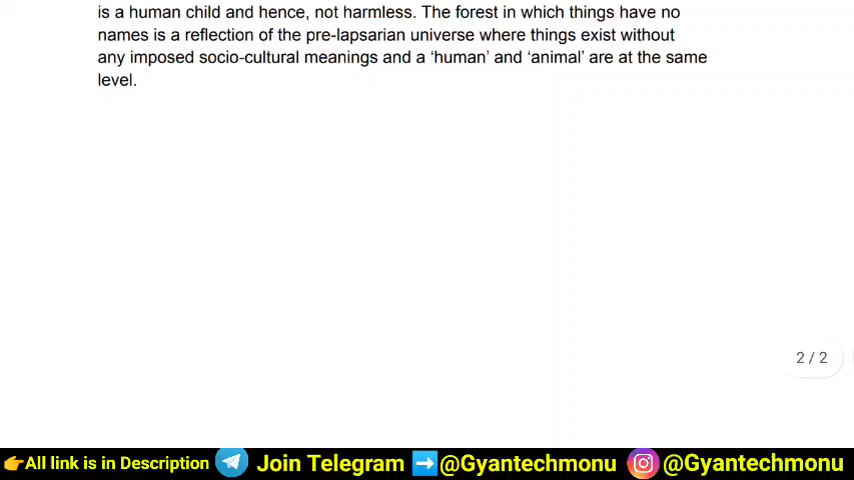 is a human child and hence, not harmless. The forest in which things have no
names is a reflection of the pre-lapsarian universe where things exist without
any imposed socio-cultural meanings and a ‘human’ and ‘animal’ are at the same
level.
2 / 2
👉All link is in Description Join Telegram ➡️@Gyantechmonu @Gyantechmonu